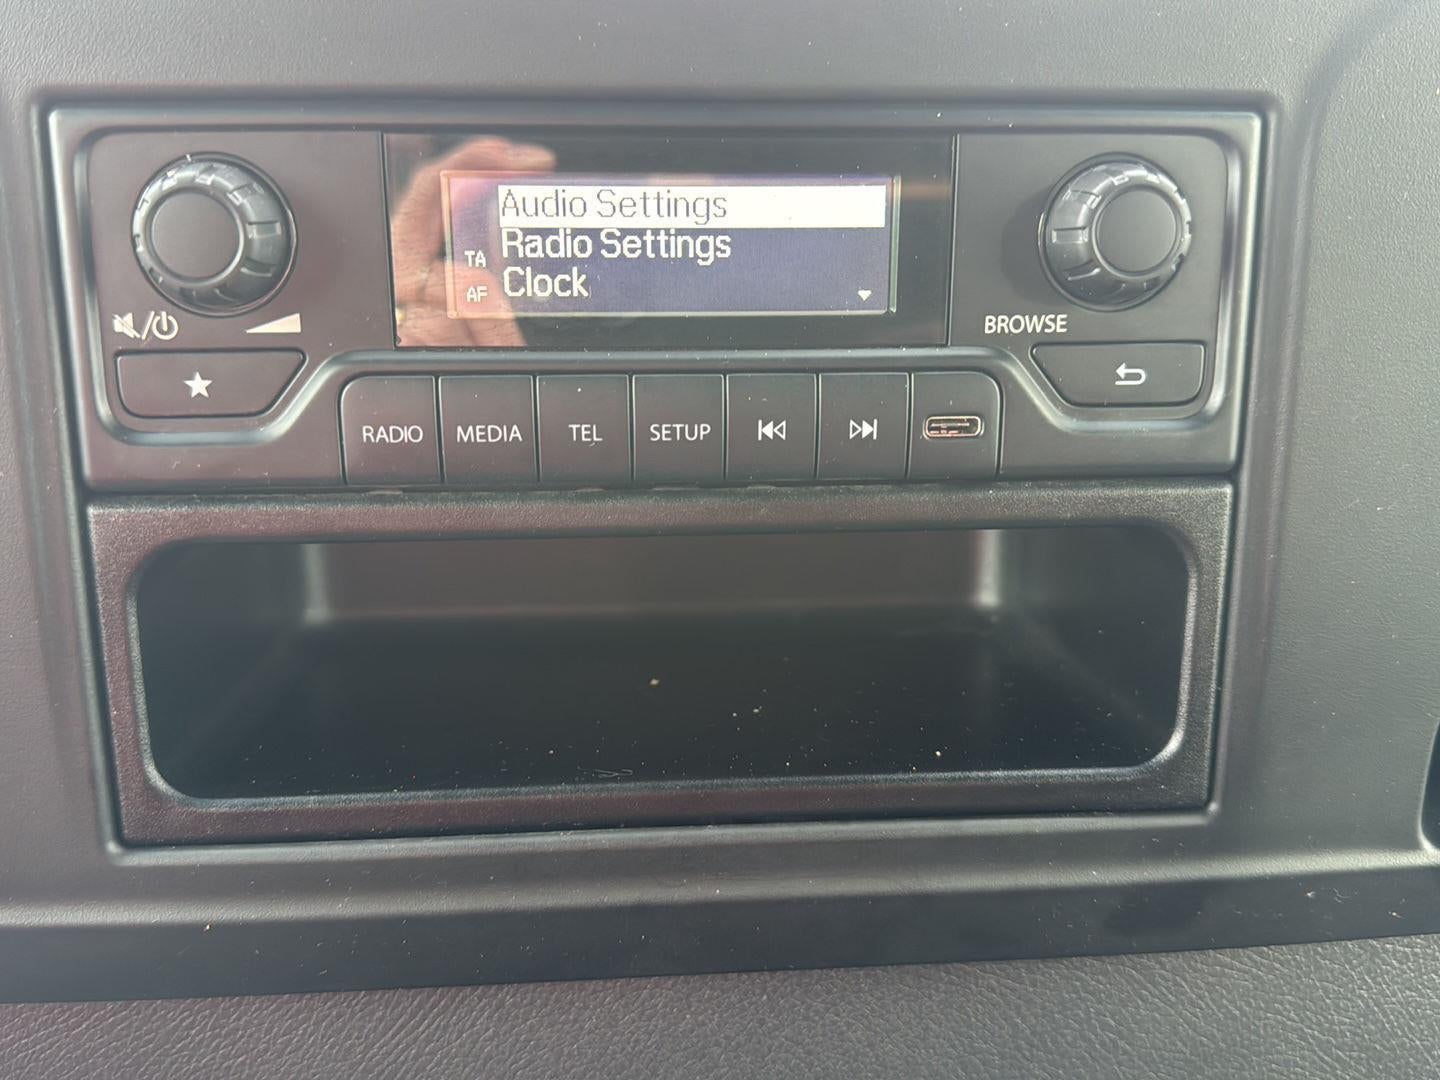 Audio Settings
TA Radio Settings
AF Clock
BROWSE
RADIO MEDIA TEL SETUP